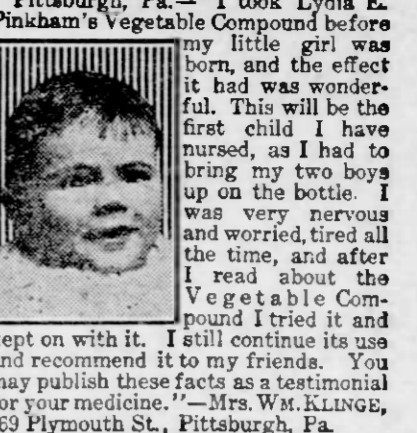 Pittsburgh, Pa.— "I took Lydia E.
Pinkham's Vegetable Compound before
my little girl was
born, and the effect
it had was wonder-
ful. This will be the
first child I have
nursed, as I had to
bring my two boys
up on the bottle. I
was very nervous
and worried, tired all
the time, and after
I read about the
Vegetable Com-
pound I tried it and
kept on with it. I still continue its use
and recommend it to my friends. You
may publish these facts as a testimonial
for your medicine."—Mrs. WM. KLINGE,
69 Plymouth St., Pittsburgh, Pa.